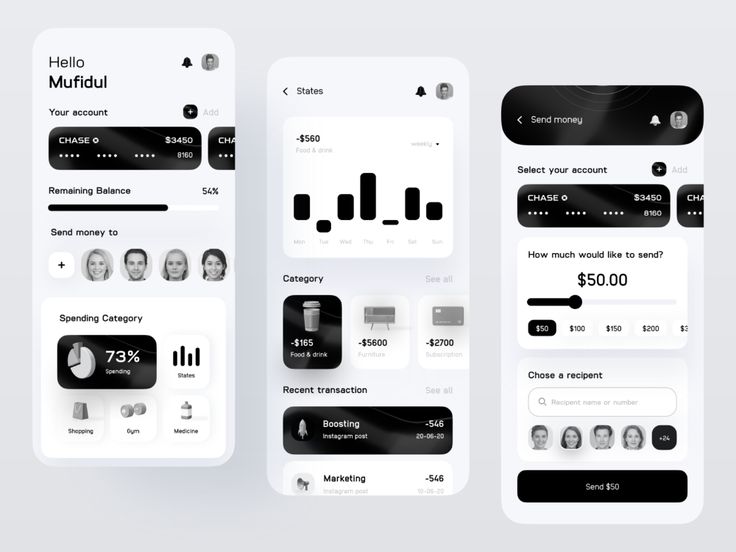 Hello
Mufidul
Your account
+ Add
CHASE $3450
•••• •••• •••• 8160
CHA
Remaining Balance 54%
Send money to
+
Spending Category
73%
Spending
States
Shopping
Gym
Medicine
States
-$560
Food & drink
weekly
Mon Tue Wed Thu Fri Sat Sun
Category See all
-$165
Food & drink
-$5600
Furniture
-$2700
Subscription
Recent transaction See all
Boosting -546
Instagram post 20-06-20
Marketing -546
Instagram post 10-06-20
Send money
Select your account + Add
CHASE $3450
•••• •••• •••• 8160
CHA
How much would like to send?
$50.00
$50 $100 $150 $200 $3
Chose a recipent
Recipent name or number
+24
Send $50